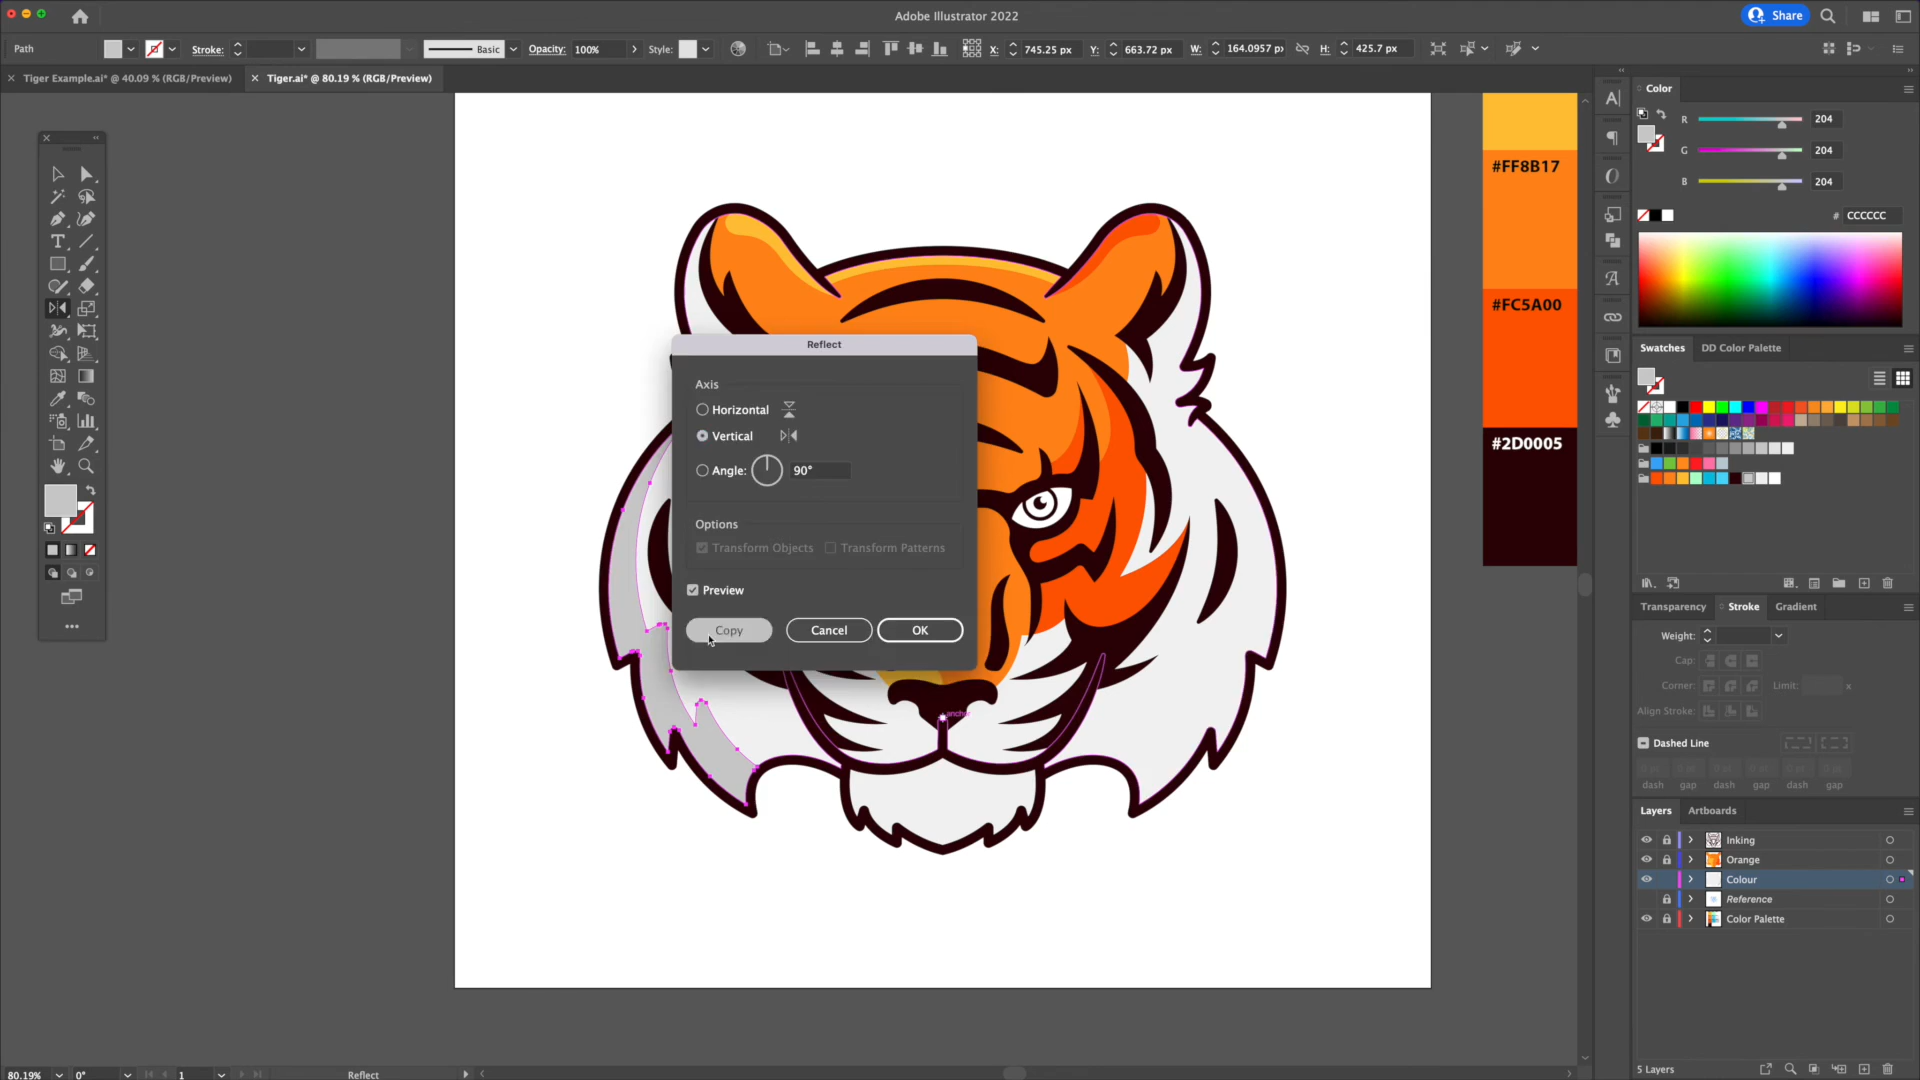 Adobe Illustrator 2022
Share
Path
Stroke:
Basic
Opacity:
100%
Style:
X:
745.25 px
Y:
663.72 px
W:
164.0957 p
H:
425.7 px
Tiger Example.ai* @ 40.09 % (RGB/Preview)
Tiger.ai* @ 80.19 % (RGB/Preview)
Color
R
204
G
204
B
204
#
CCCCCC
#FF8B17
#FC5A00
#2D0005
Reflect
Axis
Horizontal
Vertical
Angle:
90°
Options
Transform Objects
Transform Patterns
Preview
Copy
Cancel
OK
anchor
Swatches
DD Color Palette
Transparency
Stroke
Gradient
Weight:
Cap:
Corner:
Limit:
x
Align Stroke:
Dashed Line
dash
gap
dash
gap
dash
gap
Layers
Artboards
Inking
Orange
Colour
Reference
Color Palette
5 Layers
80.19%
0°
1
Reflect